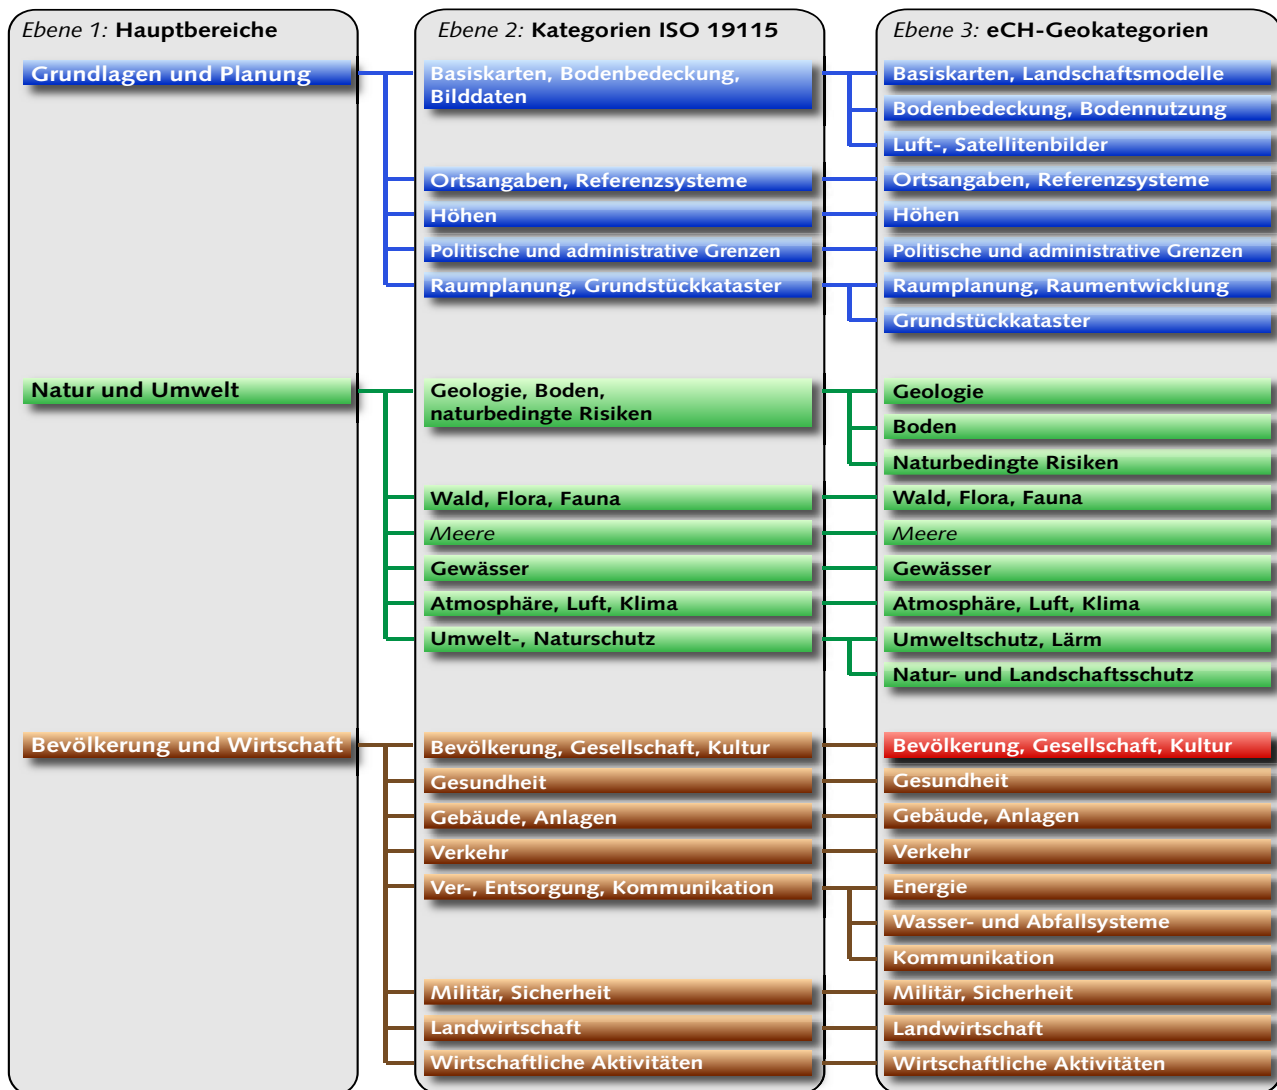 Ebene 1: Hauptbereiche
Grundlagen und Planung
Natur und Umwelt
Bevölkerung und Wirtschaft
Ebene 2: Kategorien ISO 19115
Basiskarten, Bodenbedeckung,
Bilddaten
Ortsangaben, Referenzsysteme
Höhen
Politische und administrative Grenzen
Raumplanung, Grundstückkataster
Geologie, Boden,
naturbedingte Risiken
Wald, Flora, Fauna
Meere
Gewässer
Atmosphäre, Luft, Klima
Umwelt-, Naturschutz
Bevölkerung, Gesellschaft, Kultur
Gesundheit
Gebäude, Anlagen
Verkehr
Ver-, Entsorgung, Kommunikation
Militär, Sicherheit
Landwirtschaft
Wirtschaftliche Aktivitäten
Ebene 3: eCH-Geokategorien
Basiskarten, Landschaftsmodelle
Bodenbedeckung, Bodennutzung
Luft-, Satellitenbilder
Ortsangaben, Referenzsysteme
Höhen
Politische und administrative Grenzen
Raumplanung, Raumentwicklung
Grundstückkataster
Geologie
Boden
Naturbedingte Risiken
Wald, Flora, Fauna
Meere
Gewässer
Atmosphäre, Luft, Klima
Umweltschutz, Lärm
Natur- und Landschaftsschutz
Bevölkerung, Gesellschaft, Kultur
Gesundheit
Gebäude, Anlagen
Verkehr
Energie
Wasser- und Abfallsysteme
Kommunikation
Militär, Sicherheit
Landwirtschaft
Wirtschaftliche Aktivitäten